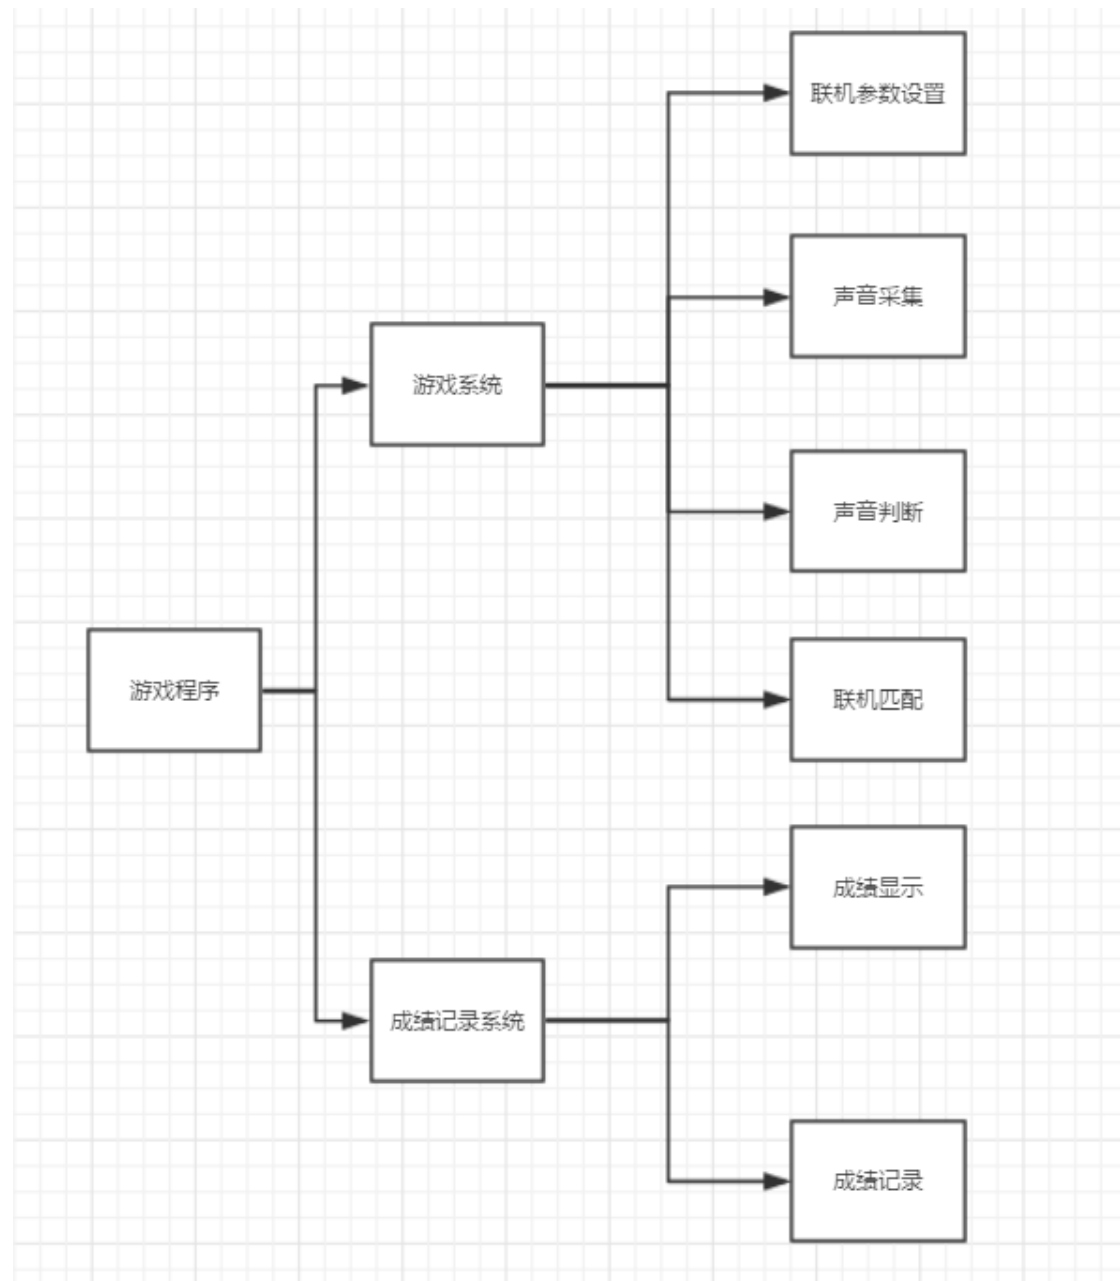 联机参数设置
声音采集
游戏系统
声音判断
游戏程序
联机匹配
成绩显示
成绩记录系统
成绩记录